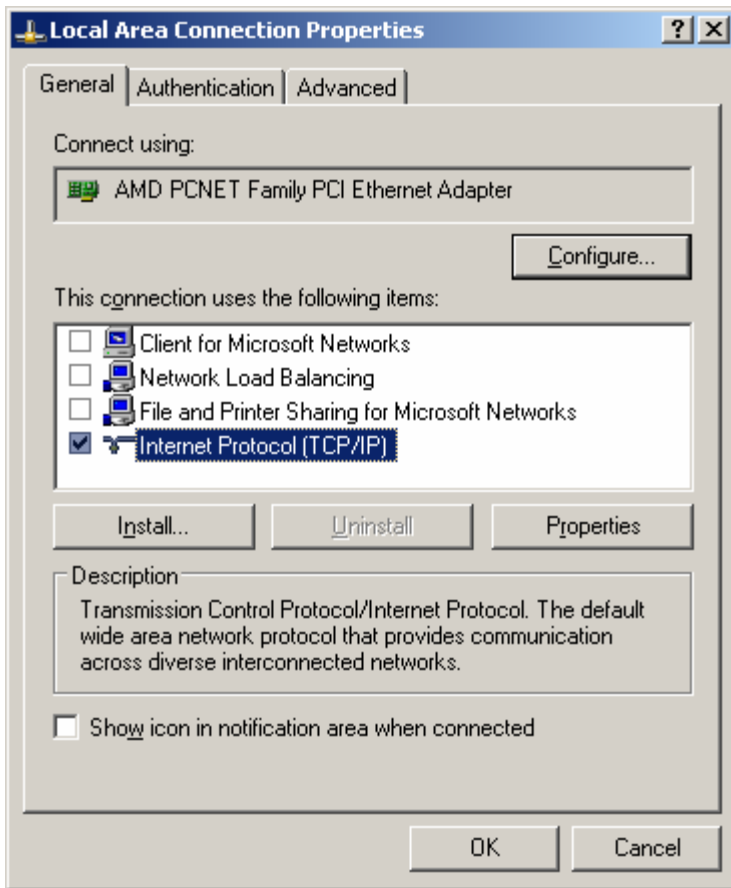 Local Area Connection Properties
General Authentication Advanced
Connect using:
AMD PCNET Family PCI Ethernet Adapter
Configure...
This connection uses the following items:
Client for Microsoft Networks
Network Load Balancing
File and Printer Sharing for Microsoft Networks
Internet Protocol (TCP/IP)
Install... Uninstall Properties
Description
Transmission Control Protocol/Internet Protocol. The default
wide area network protocol that provides communication
across diverse interconnected networks.
Show icon in notification area when connected
OK Cancel